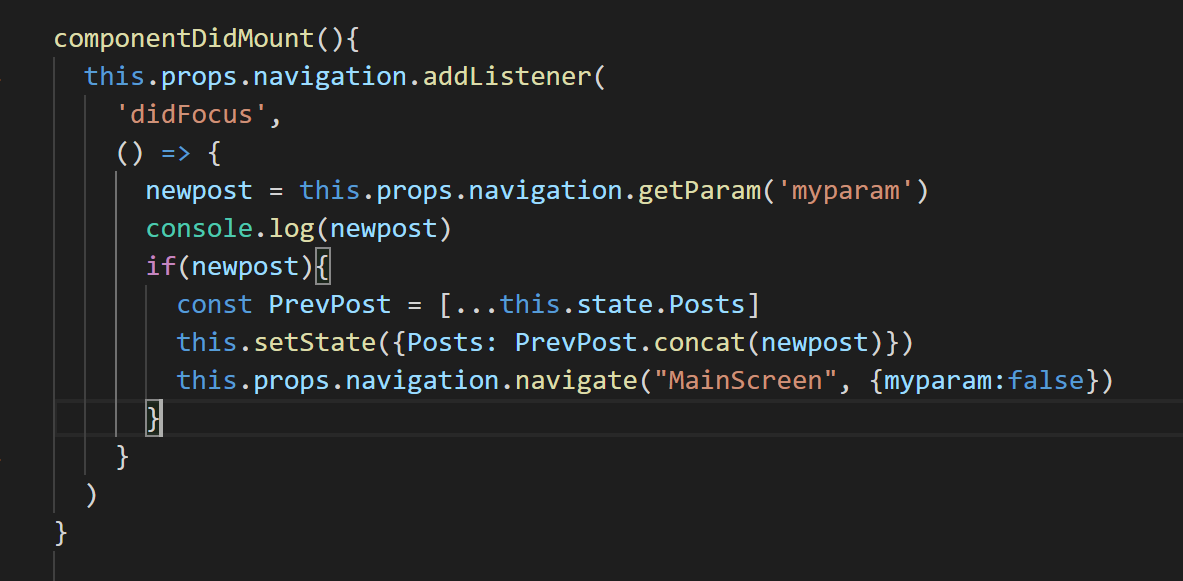 componentDidMount(){
this.props.navigation.addListener(
'didFocus',
() => {
newpost = this.props.navigation.getParam('myparam')
console.log(newpost)
if(newpost){
const PrevPost = [...this.state.Posts]
this.setState({Posts: PrevPost.concat(newpost)})
this.props.navigation.navigate("MainScreen", {myparam:false})
}
}
)
}